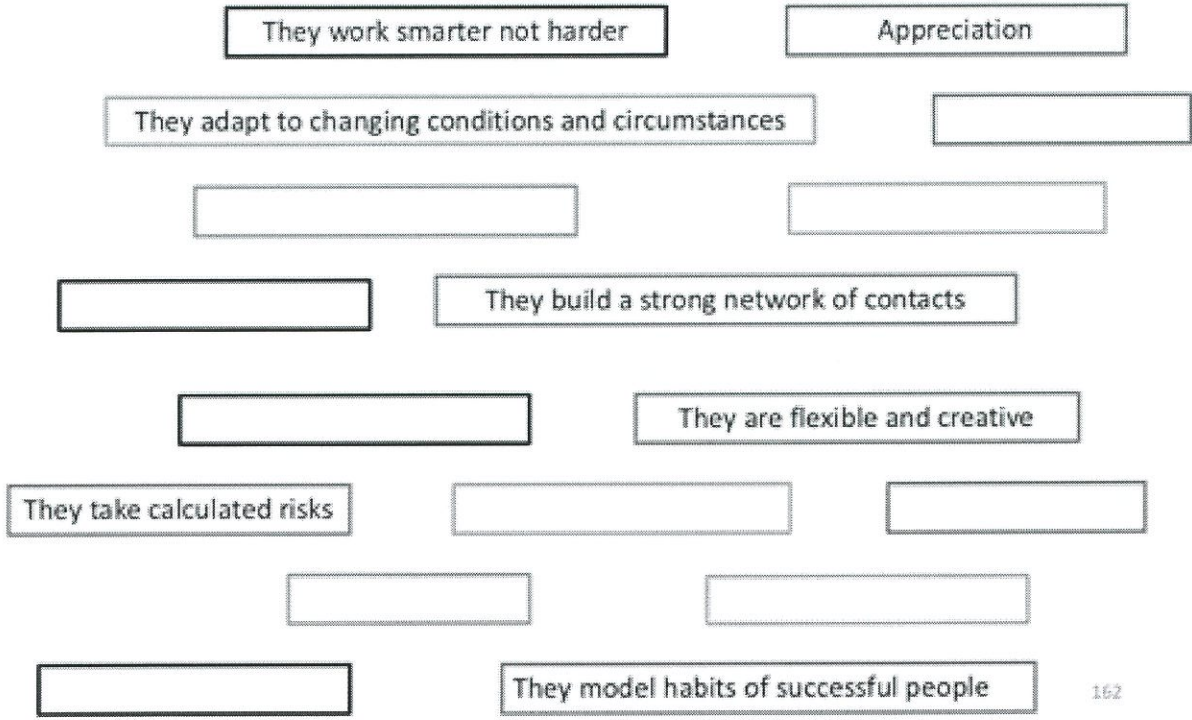 They work smarter not harder
Appreciation
They adapt to changing conditions and circumstances
They build a strong network of contacts
They are flexible and creative
They take calculated risks
They model habits of successful people
162